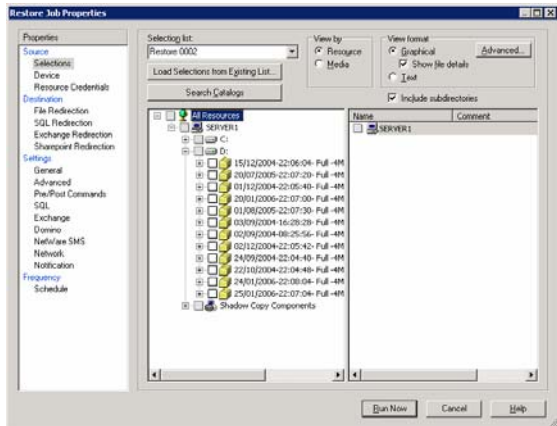 Restore Job Properties
Properties
Source
Selections
Device
Resource Credentials
Destination
File Redirection
SQL Redirection
Exchange Redirection
Sharepoint Redirection
Settings
General
Advanced
Pre/Post Commands
SQL
Exchange
Domino
NetWare SMS
Network
Notification
Frequency
Schedule
Selection list:
Restore 0002
Load Selections from Existing List...
Search Catalogs
View by
Resource
Media
View format
Graphical
Advanced...
Show file details
Text
Include subdirectories
All Resources
SERVER1
C:
D:
15/12/2004-22:06:04- Full -4M
20/07/2005-22:07:20- Full -4M
01/12/2004-22:05:40- Full -4M
20/01/2006-22:07:00- Full -4M
01/08/2005-22:07:30- Full -4M
03/09/2004-16:28:28- Full -4M
02/09/2004-08:25:56- Full -4M
02/12/2004-22:05:42- Full -4M
24/09/2004-22:04:40- Full -4M
22/10/2004-22:04:48- Full -4M
24/01/2006-22:08:04- Full -4M
25/01/2006-22:07:04- Full -4M
Shadow Copy Components
Name Comment
SERVER1
Run Now
Cancel
Help